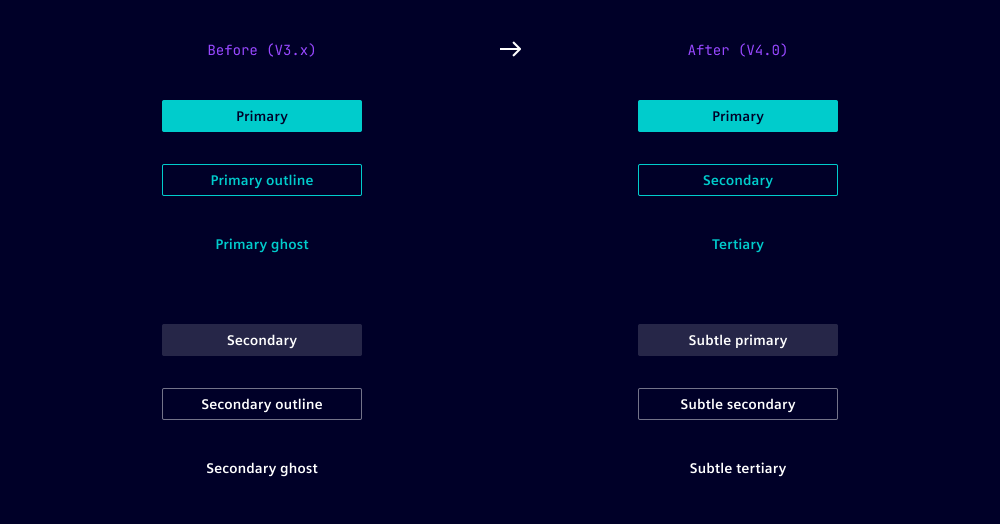 Before (V3.x)
→
After (V4.0)
Primary
Primary
Primary outline
Secondary
Primary ghost
Tertiary
Secondary
Subtle primary
Secondary outline
Subtle secondary
Secondary ghost
Subtle tertiary